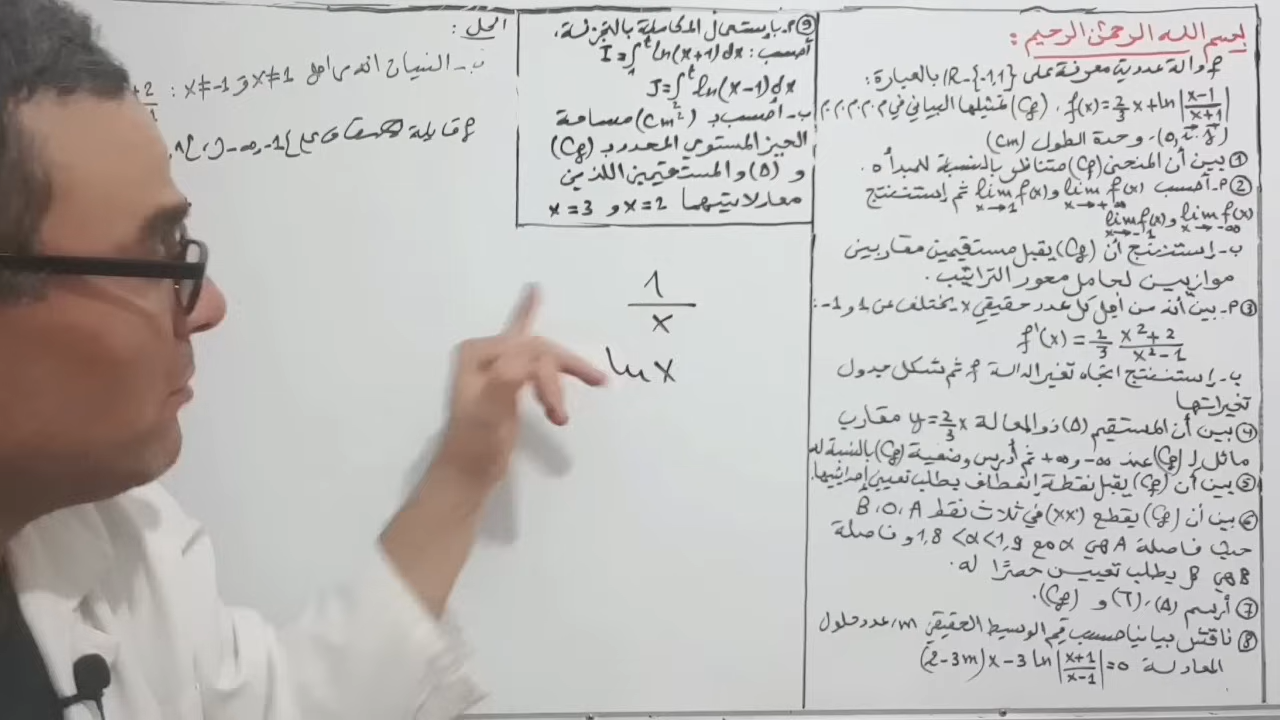 بسم الله الرحمن الرحيم :
f دالة عددية معرفة على R-{-1,1} بالعبارة :
f(x)=2/3 x+ln|x-1/x+1| . (Cf) تمثيلها البياني في م.م.م.م
(o,i,j). وحدة الطول (cm)
① بين أن المنحنى (Cf) متناظر بالنسبة للمبدأ o.
② أ- أحسب lim f(x) x→+∞ و lim f(x) x→1 ثم إستنتج
lim f(x) x→-∞ و lim f(x) x→-1
ب- إستنتج أن (Cf) يقبل مستقيمين مقاربين
موازيين لحامل محور التراتيب.
③ أ- بين أنه من أجل كل عدد حقيقي x يختلف عن 1 و -1 :
f'(x) = 2/3 x²+2/x²-1
ب- إستنتج اتجاه تغير الدالة f ثم شكل جدول
تغيراتها
④ بين أن المستقيم (Δ) ذو المعادلة y=2/3 x مقارب
مائل لـ (Cf) عند -∞ و +∞ ثم أدرس وضعية (Cf) بالنسبة له
⑤ بين أن (Cf) يقبل نقطة إنعطاف يطلب تعيين إحداثييها.
⑥ بين أن (Cf) يقطع (xx') في ثلاث نقط A ، O ، B
حيث فاصلة A هي α مع 1,8 <α<1,9 و فاصلة
B هي β يطلب تعيين حصرًا له.
⑦ أرسم (Δ)، (T) و (Cf).
⑧ ناقش بيانيا حسب قيم الوسيط الحقيقي m، عدد حلول
المعادلة (2-3m)x-3 ln|x+1/x-1|=0
⑨ أ- باستعمال المكاملة بالتجزئة،
أحسب : I=∫ ln(x+1)dx
J=∫ ln(x-1)dx
ب- أحسب بـ (cm²) مساحة
الحيز المستوي المحدود بـ (Cf)
و (Δ) و المستقيمين اللذين
معادلاتيهما x=2 و x=3
الحل :
ب- x≠1 و x≠-1 :
f قابلة
1/x
ln x